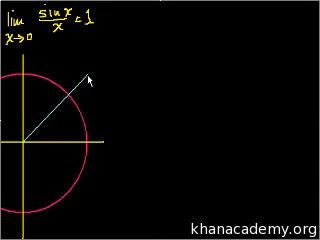 lim sin x / x = 1
x→0
khanacademy.org